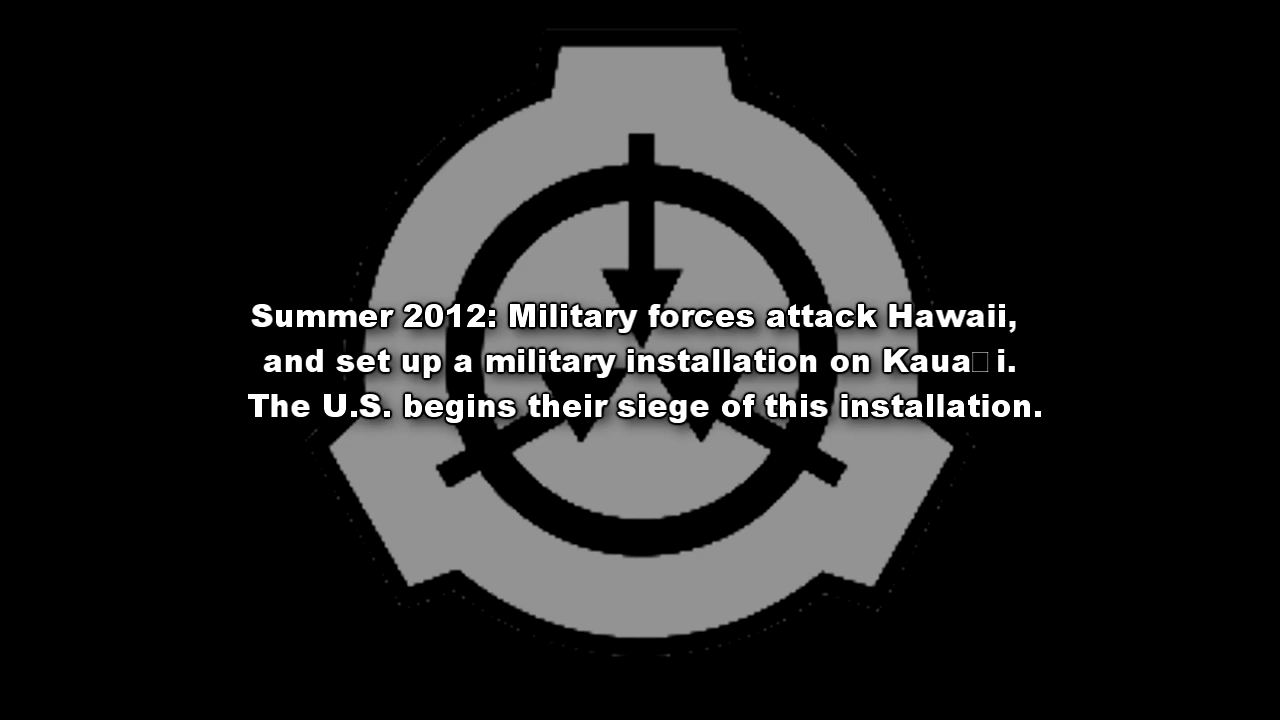 Summer 2012: Military forces attack Hawaii,
and set up a military installation on Kaua□i.
The U.S. begins their siege of this installation.